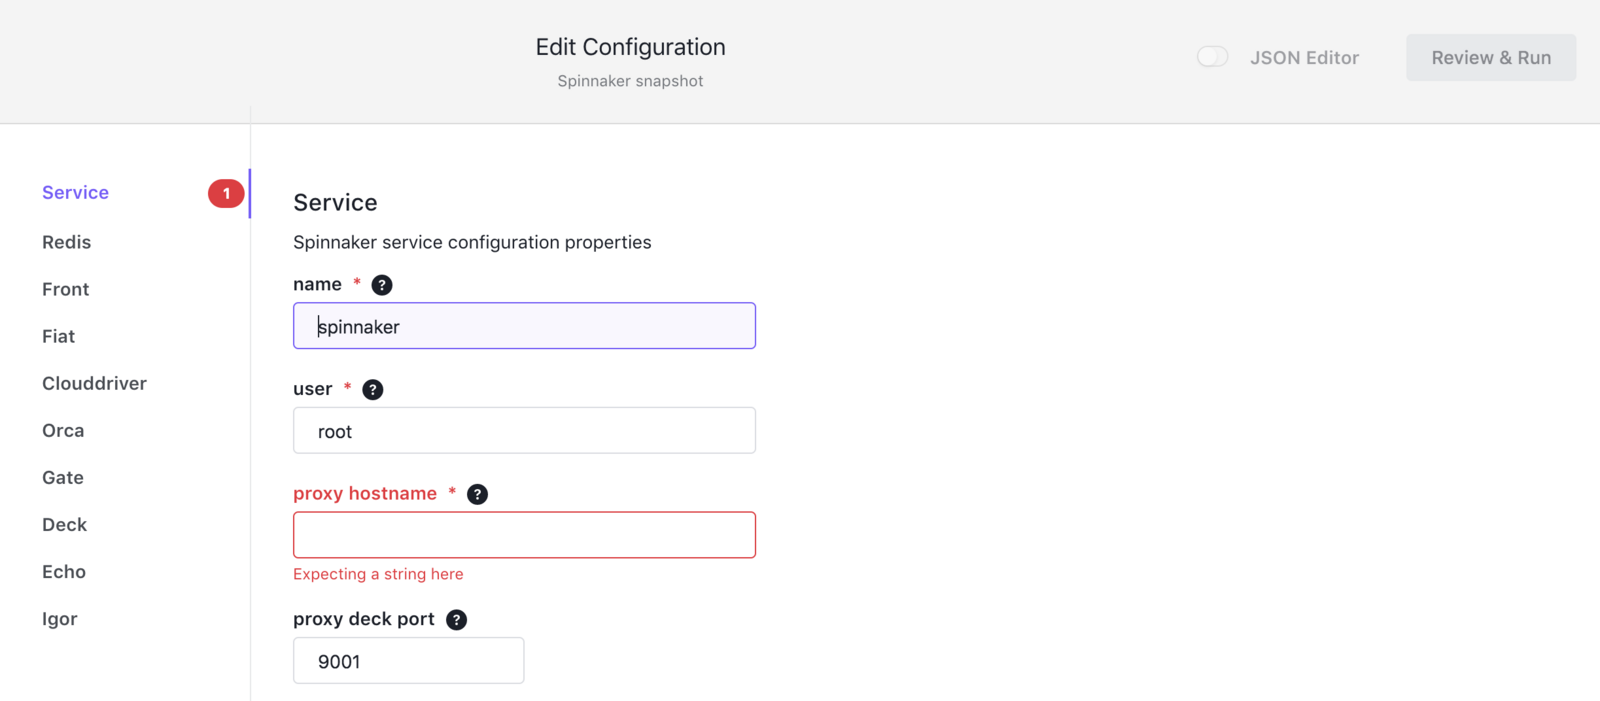 Edit Configuration
Spinnaker snapshot
JSON Editor
Review & Run
Service
1
Redis
Front
Fiat
Clouddriver
Orca
Gate
Deck
Echo
Igor
Service
Spinnaker service configuration properties
name * ?
spinnaker
user * ?
root
proxy hostname * ?
Expecting a string here
proxy deck port ?
9001